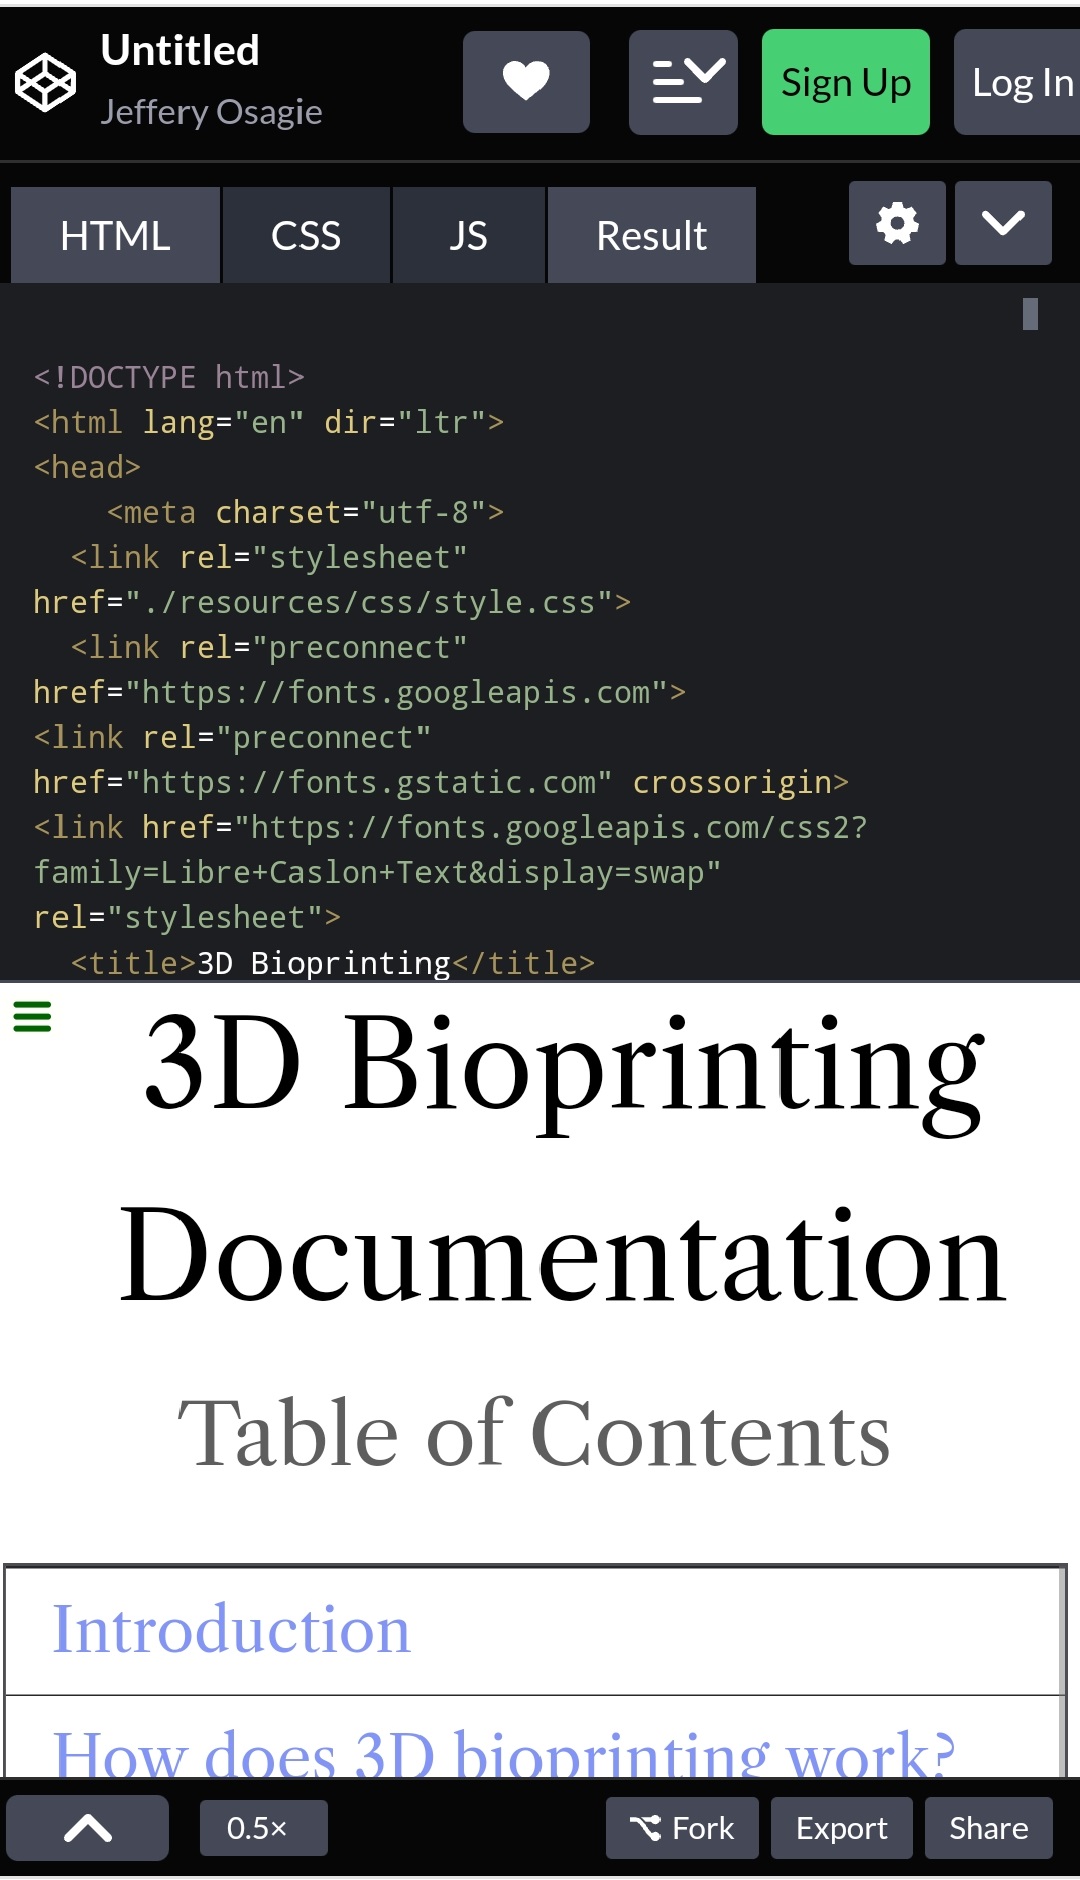 Untitled
Jeffery Osagie
Sign Up
Log In
HTML
CSS
JS
Result
<!DOCTYPE html>
<html lang="en" dir="ltr">
<head>
    <meta charset="utf-8">
  <link rel="stylesheet"
href="./resources/css/style.css">
  <link rel="preconnect"
href="https://fonts.googleapis.com">
<link rel="preconnect"
href="https://fonts.gstatic.com" crossorigin>
<link href="https://fonts.googleapis.com/css2?
family=Libre+Caslon+Text&display=swap"
rel="stylesheet">
  <title>3D Bioprinting</title>
3D Bioprinting
Documentation
Table of Contents
Introduction
How does 3D bioprinting work?
0.5×
Fork
Export
Share